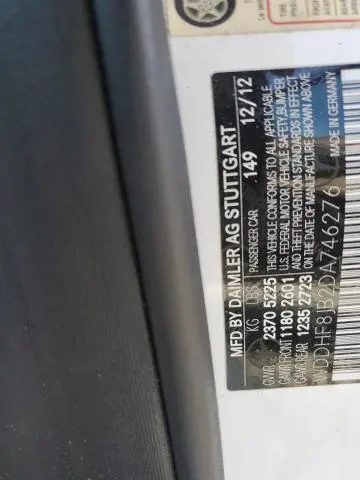 MFD BY DAIMLER AG STUTTGART
PASSENGER CAR 149 12/12
KG LBS
GVWR 2370 5225
GAWR FRONT 1180 2601
GAWR REAR 1235 2723
THIS VEHICLE CONFORMS TO ALL APPLICABLE
U.S. FEDERAL MOTOR VEHICLE SAFETY, BUMPER
AND THEFT PREVENTION STANDARDS IN EFFECT
ON DATE OF MANUFACTURE SHOWN ABOVE
WDDHF8JB2DA746276 MADE IN GERMANY
TIRE